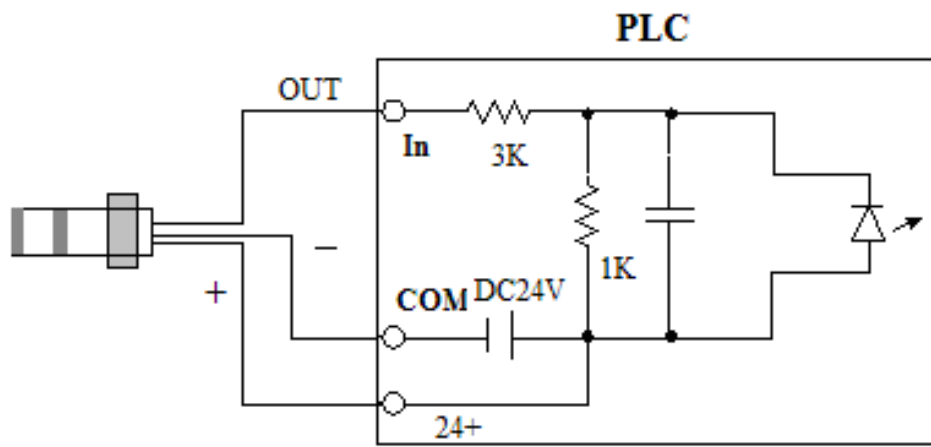 PLC
OUT
In
3K
1K
−
+
COM
DC24V
24+